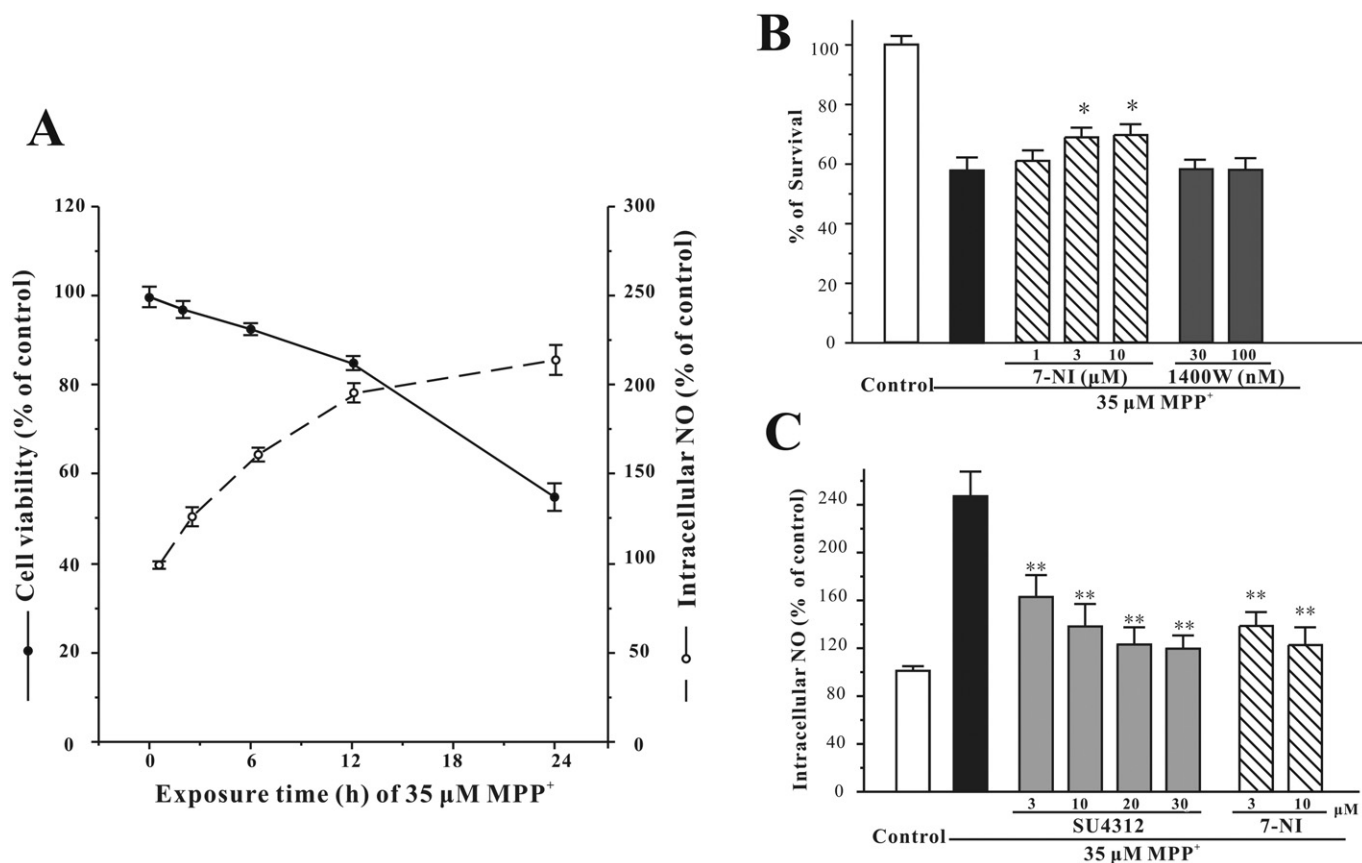 A
120
100
80
60
40
20
0
Cell viability (% of control)
300
250
200
150
100
50
0
Intracellular NO (% of control)
0 6 12 18 24
Exposure time (h) of 35 μM MPP⁺
B
% of Survival
100
80
60
40
20
0
* *
1 3 10 30 100
7-NI (μM) 1400W (nM)
Control
35 μM MPP⁺
C
Intracellular NO (% of control)
240
200
160
120
80
40
0
** ** ** ** ** **
3 10 20 30 3 10 μM
SU4312 7-NI
Control
35 μM MPP⁺